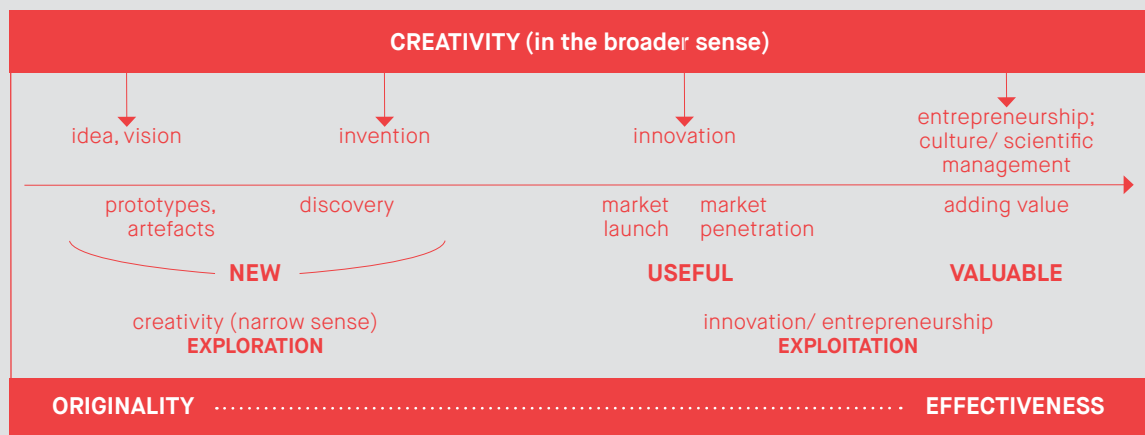 CREATIVITY (in the broader sense)
idea, vision
invention
innovation
entrepreneurship;
culture/ scientific
management
prototypes,
artefacts
discovery
market
launch
market
penetration
adding value
NEW
USEFUL
VALUABLE
creativity (narrow sense)
EXPLORATION
innovation/ entrepreneurship
EXPLOITATION
ORIGINALITY ........................................................ EFFECTIVENESS